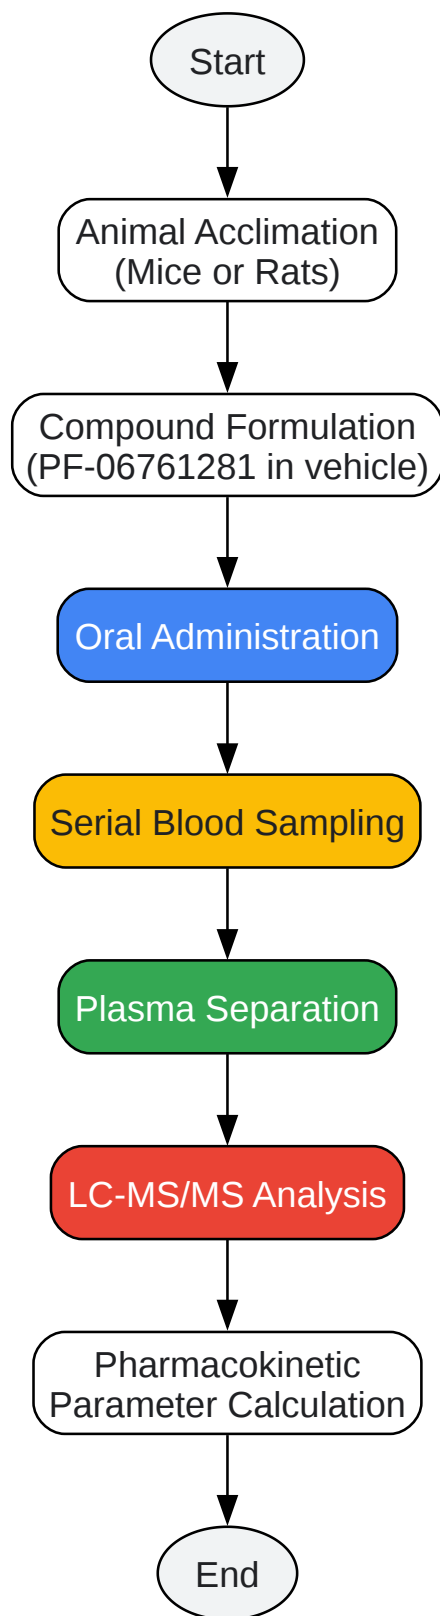 Start
Animal Acclimation
(Mice or Rats)
Compound Formulation
(PF-06761281 in vehicle)
Oral Administration
Serial Blood Sampling
Plasma Separation
LC-MS/MS Analysis
Pharmacokinetic
Parameter Calculation
End